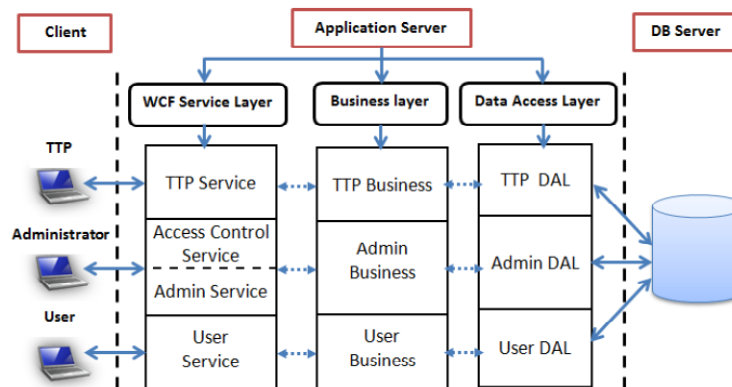 Client
Application Server
DB Server
WCF Service Layer
Business layer
Data Access Layer
TTP
TTP Service
TTP Business
TTP DAL
Administrator
Access Control
Service
Admin Service
Admin
Business
Admin DAL
User
User
Service
User
Business
User DAL